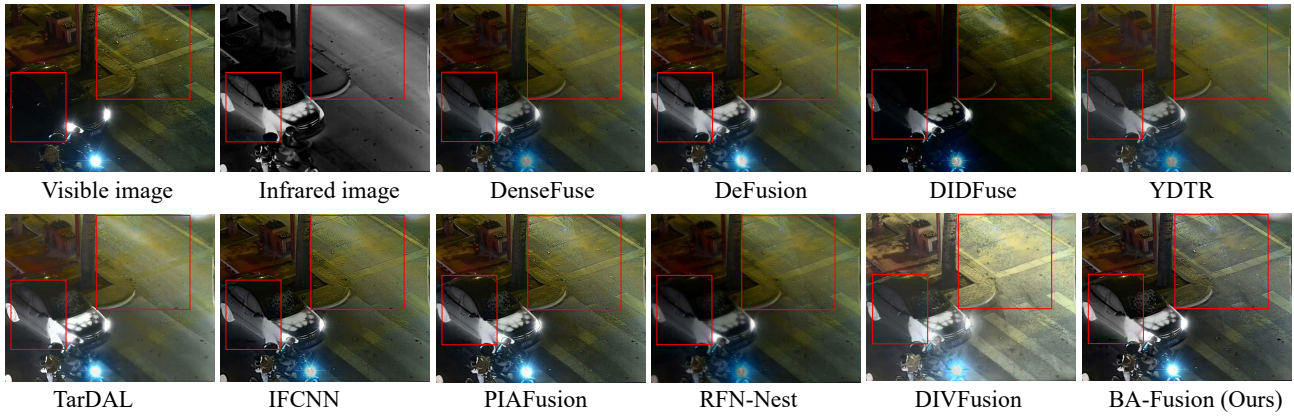 Visible image
Infrared image
DenseFuse
DeFusion
DIDFuse
YDTR
TarDAL
IFCNN
PIAFusion
RFN-Nest
DIVFusion
BA-Fusion (Ours)